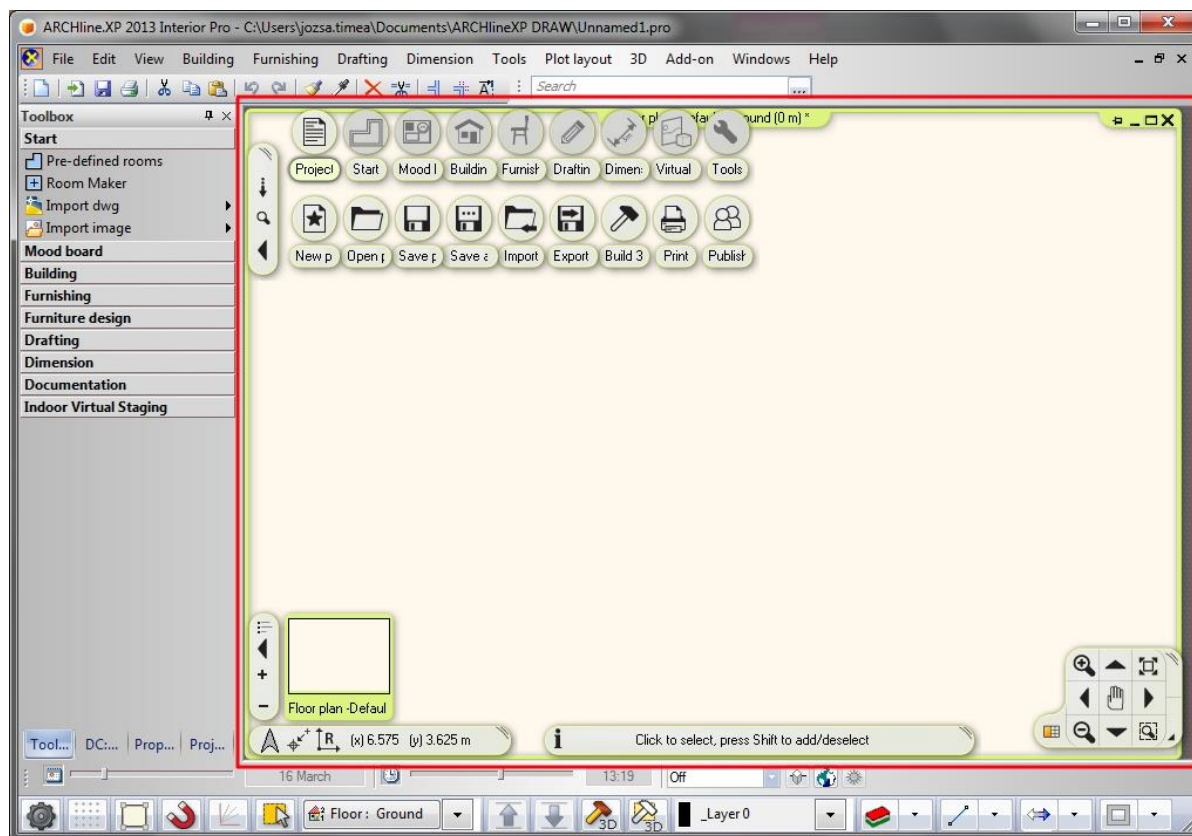 ARCHline.XP 2013 Interior Pro - C:\Users\jozsa.timea\Documents\ARCHlineXP DRAW\Unnamed1.pro
File Edit View Building Furnishing Drafting Dimension Tools Plot layout 3D Add-on Windows Help
Search ...
Toolbox
Start
Pre-defined rooms
Room Maker
Import dwg
Import image
Mood board
Building
Furnishing
Furniture design
Drafting
Dimension
Documentation
Indoor Virtual Staging
und (0 m) *
Project Start Mood Buildin Furnish Draftin Dimen: Virtual Tools
New p Open Save Save a Import Export Build 3 Print Publish
Floor plan -Defaul
Tool... DC:... Prop... Proj...
R (x) 6.575 (y) 3.625 m
i Click to select, press Shift to add/deselect
16 March 13:19 Off
Floor : Ground 3D 3D _Layer 0